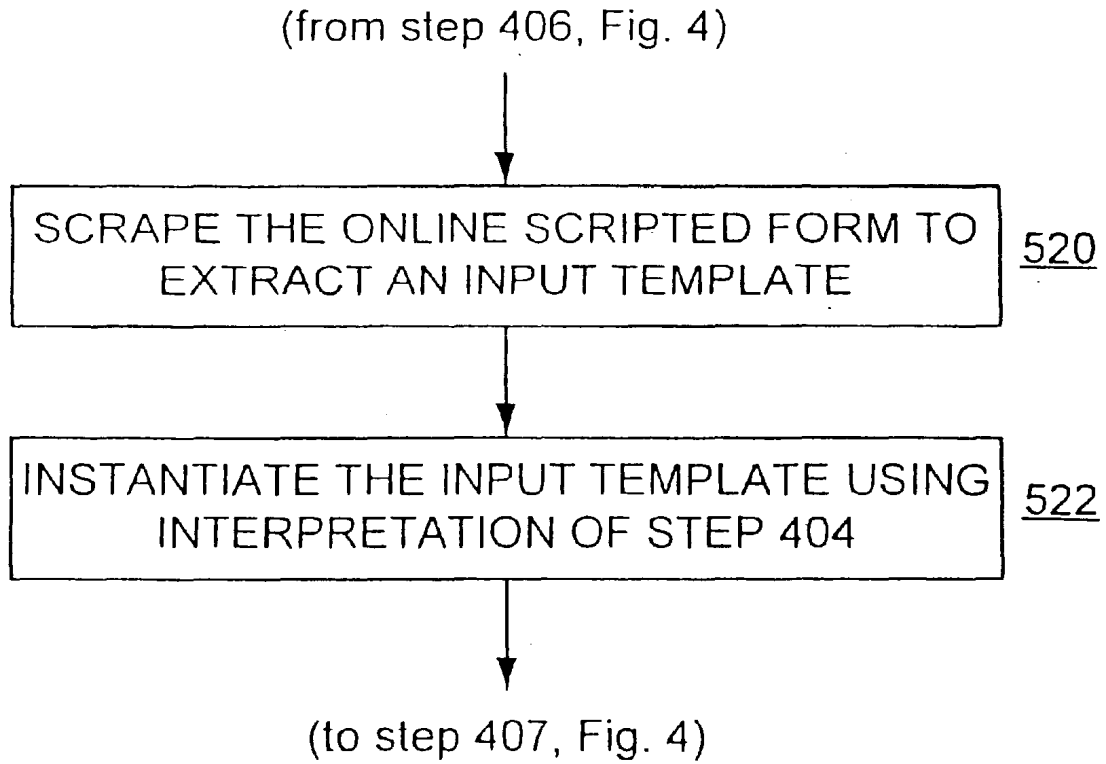 (from step 406, Fig. 4)
SCRAPE THE ONLINE SCRIPTED FORM TO
EXTRACT AN INPUT TEMPLATE
520
INSTANTIATE THE INPUT TEMPLATE USING
INTERPRETATION OF STEP 404
522
(to step 407, Fig. 4)